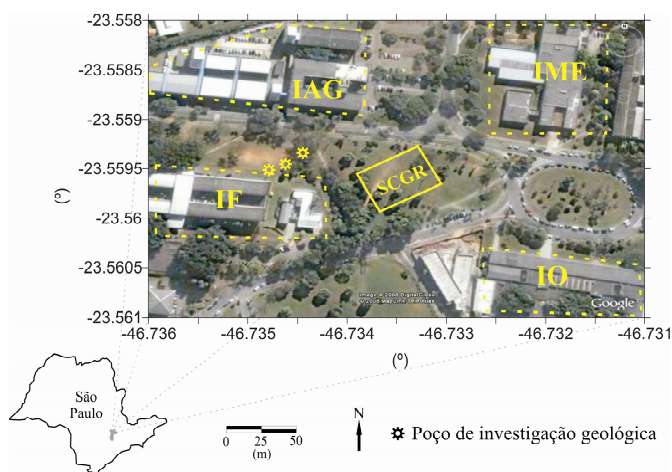 -23.558
-23.5585
-23.559
-23.5595
-23.56
-23.5605
-23.561
(º)
IAG
IME
SCGR
IF
IO
Google
-46.736
-46.735
-46.734
-46.733
-46.732
-46.731
(º)
São
Paulo
0 25 50
(m)
N
Poço de investigação geológica